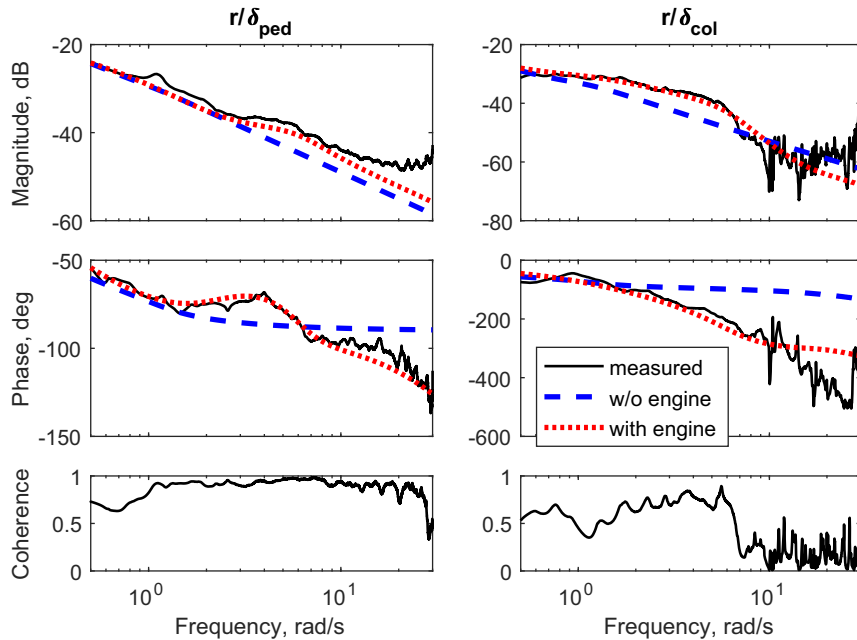 r/δped
r/δcol
Magnitude, dB
-20
-40
-60
-20
-40
-60
-80
Phase, deg
-50
-100
-150
0
-200
-400
-600
measured
w/o engine
with engine
Coherence
1
0.5
0
1
0.5
0
10^0
10^1
10^0
10^1
Frequency, rad/s
Frequency, rad/s